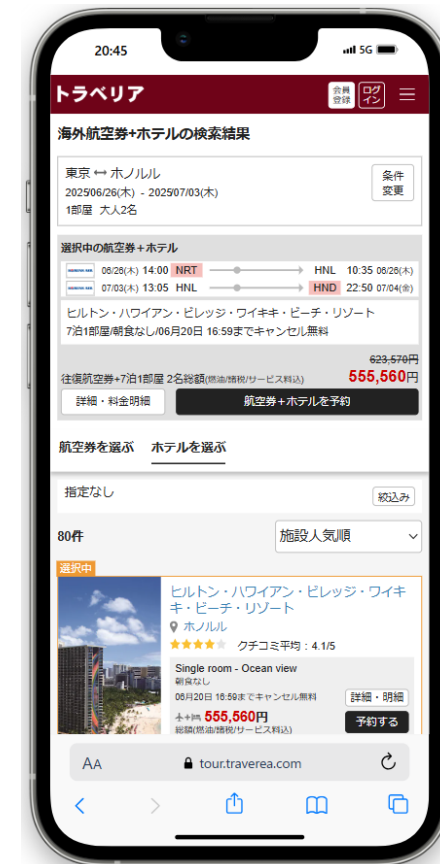 20:45
5G
トラベリア
会員
登録
ログ
イン
海外航空券+ホテルの検索結果
東京 ⇔ ホノルル
2025/06/26(木) - 2025/07/03(木)
1部屋 大人2名
条件
変更
選択中の航空券+ホテル
06/26(木) 14:00 NRT → HNL 10:35 06/26(木)
07/03(木) 13:05 HNL → HND 22:50 07/04(金)
ヒルトン・ハワイアン・ビレッジ・ワイキキ・ビーチ・リゾート
7泊1部屋/朝食なし/06月20日 16:59までキャンセル無料
623,570円
往復航空券+7泊1部屋 2名総額(燃油/諸税/サービス料込) 555,560円
詳細・料金明細
航空券+ホテルを予約
航空券を選ぶ ホテルを選ぶ
指定なし
絞込み
80件
施設人気順
選択中
ヒルトン・ハワイアン・ビレッジ・ワイキ
キ・ビーチ・リゾート
ホノルル
クチコミ平均:4.1/5
Single room - Ocean view
朝食なし
06月20日 16:59までキャンセル無料
詳細・明細
555,560円
総額(燃油/諸税/サービス料込)
予約する
AA
tour.traverea.com